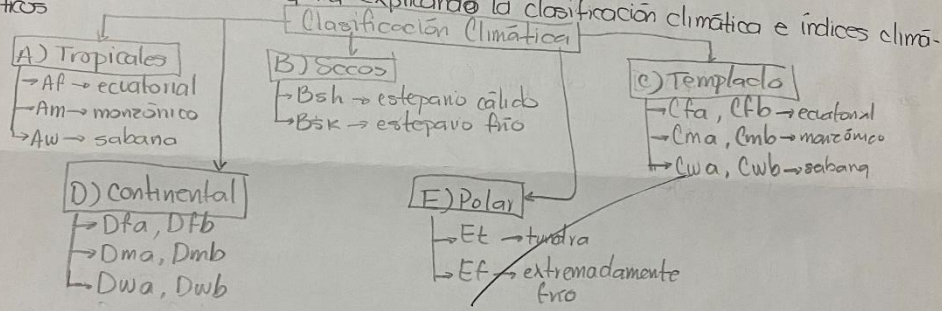 explicando la clasificación climática e índices climá-
ticos
Clasificación Climática
A) Tropicales
→Af → ecuatorial
→Am → monzónico
→Aw → sabana
B) Secos
→Bsh → estepario cálido
→Bsk → estepavo frío
C) Templado
→Cfa, Cfb → ecuatorial
→Cma, Cmb → monzónico
→Cwa, Cwb → sabana
D) Continental
→Dfa, Dfb
→Dma, Dmb
→Dwa, Dwb
E) Polar
→Et → tundra
→Ef → extremadamente
frío